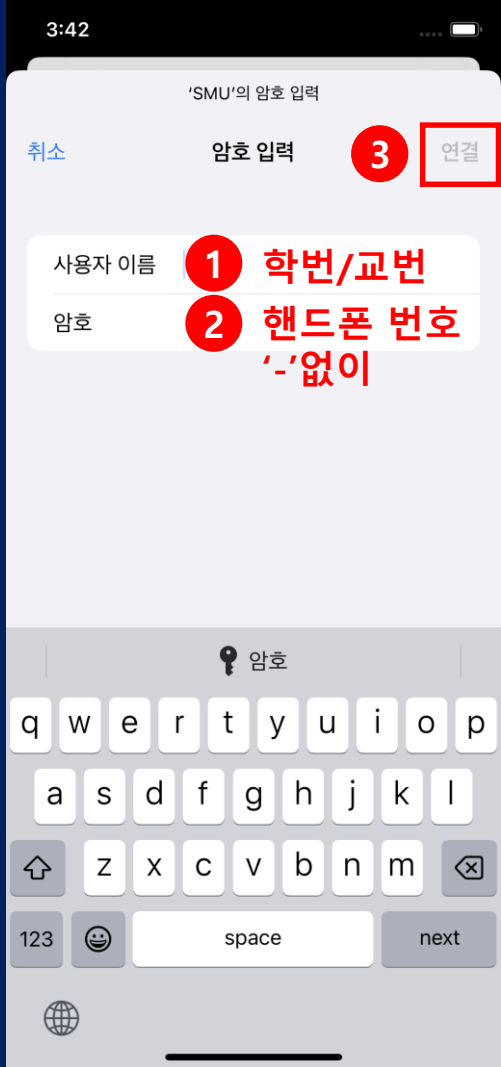 3:42
‘SMU’의 암호 입력
취소 암호 입력 3 연결
사용자 이름 1 학번/교번
암호 2 핸드폰 번호
‘-’없이
암호
q w e r t y u i o p
a s d f g h j k l
z x c v b n m
123 space next